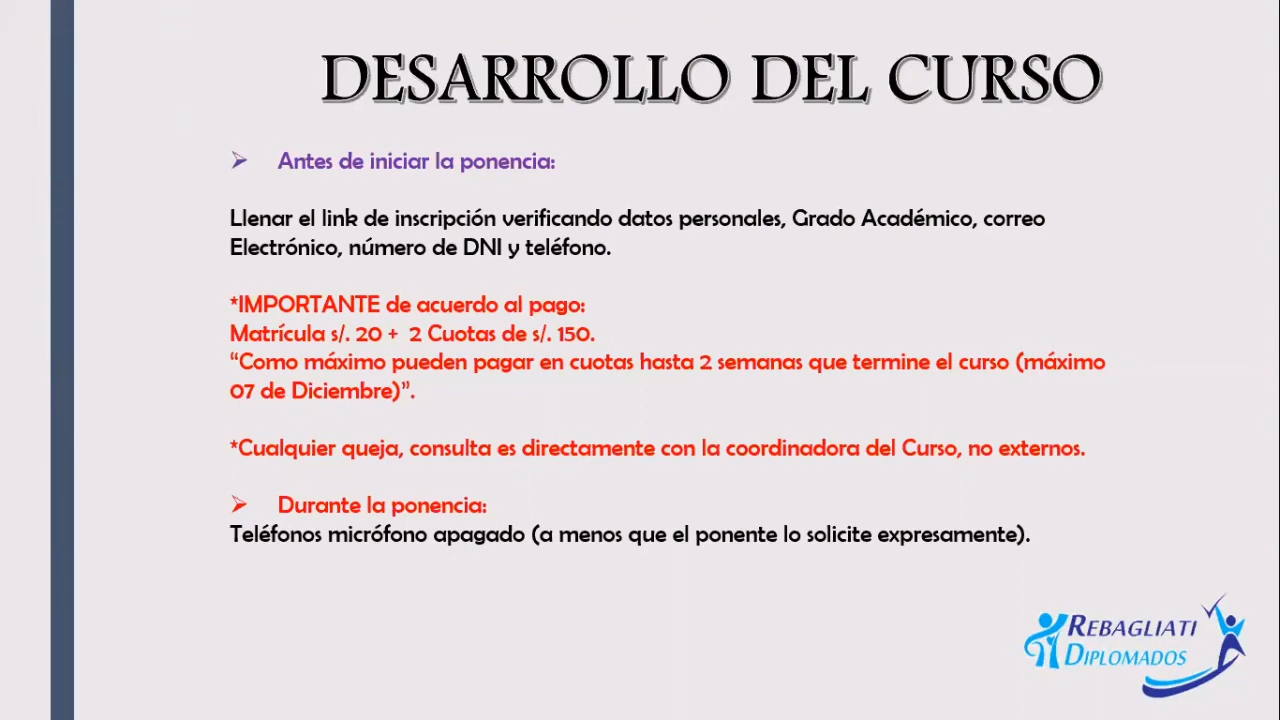 DESARROLLO DEL CURSO
➢ Antes de iniciar la ponencia:
Llenar el link de inscripción verificando datos personales, Grado Académico, correo
Electrónico, número de DNI y teléfono.
*IMPORTANTE de acuerdo al pago:
Matrícula s/. 20 + 2 Cuotas de s/. 150.
“Como máximo pueden pagar en cuotas hasta 2 semanas que termine el curso (máximo
07 de Diciembre)”.
*Cualquier queja, consulta es directamente con la coordinadora del Curso, no externos.
➢ Durante la ponencia:
Teléfonos micrófono apagado (a menos que el ponente lo solicite expresamente).
REBAGLIATI
DIPLOMADOS